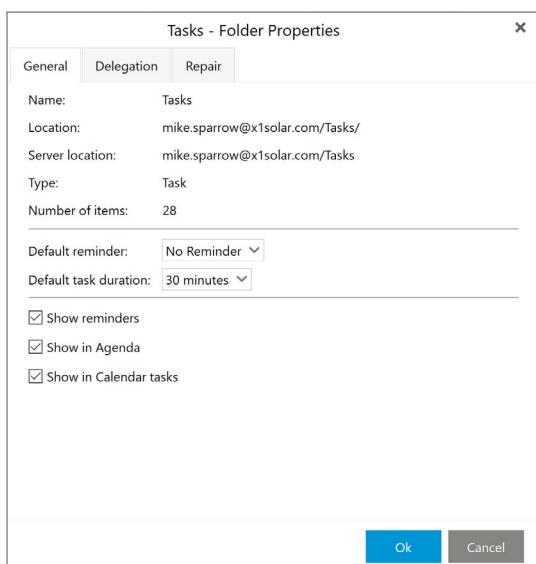 Tasks - Folder Properties
General Delegation Repair
Name: Tasks
Location: mike.sparrow@x1solar.com/Tasks/
Server location: mike.sparrow@x1solar.com/Tasks
Type: Task
Number of items: 28
Default reminder: No Reminder
Default task duration: 30 minutes
Show reminders
Show in Agenda
Show in Calendar tasks
Ok Cancel